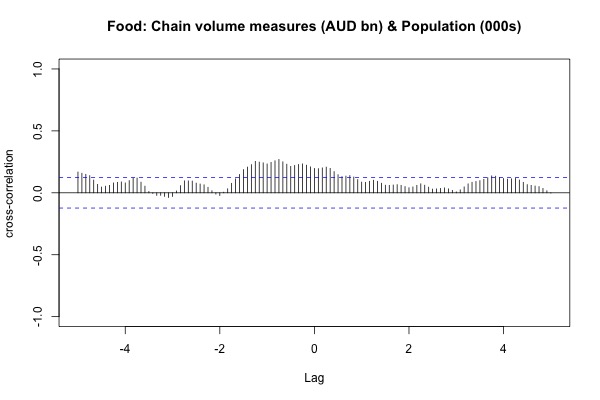 Food: Chain volume measures (AUD bn) & Population (000s)
1.0
0.5
0.0
-0.5
-1.0
cross-correlation
-4 -2 0 2 4
Lag